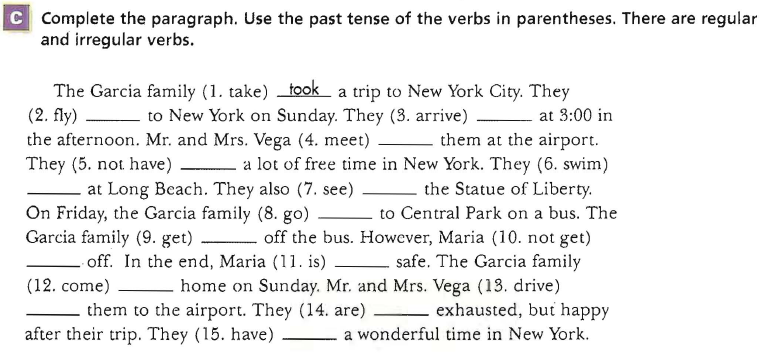 C Complete the paragraph. Use the past tense of the verbs in parentheses. There are regular
and irregular verbs.
The Garcia family (1. take) took a trip to New York City. They
(2. fly) ______ to New York on Sunday. They (3. arrive) ______ at 3:00 in
the afternoon. Mr. and Mrs. Vega (4. meet) ______ them at the airport.
They (5. not have) ______ a lot of free time in New York. They (6. swim)
______ at Long Beach. They also (7. see) ______ the Statue of Liberty.
On Friday, the Garcia family (8. go) ______ to Central Park on a bus. The
Garcia family (9. get) ______ off the bus. However, Maria (10. not get)
______ off. In the end, Maria (11. is) ______ safe. The Garcia family
(12. come) ______ home on Sunday. Mr. and Mrs. Vega (13. drive)
______ them to the airport. They (14. are) ______ exhausted, but happy
after their trip. They (15. have) ______ a wonderful time in New York.